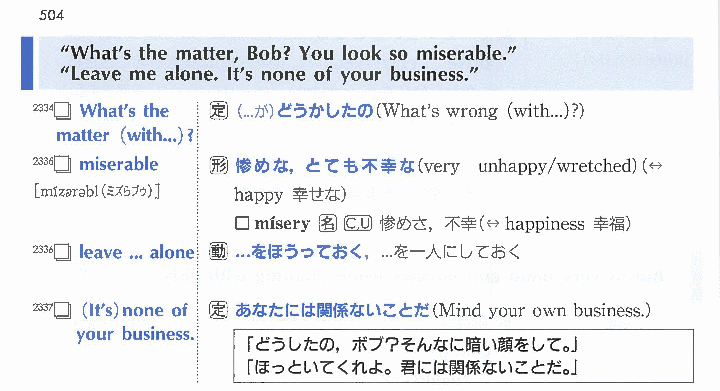 504
“What's the matter, Bob? You look so miserable.”
“Leave me alone. It's none of your business.”
2334 □ What's the matter (with...)? 定 (...が)どうかしたの(What's wrong (with...)?)
2336 □ miserable 形 惨めな，とても不幸な(very unhappy/wretched)(↔
[mízərəbl(ミズらブゥ)] happy 幸せな)
□ mísery 名 C,U 惨めさ，不幸(↔ happiness 幸福)
2336 □ leave ... alone 動 ...をほうっておく，...を一人にしておく
2337 □ (It's) none of your business. 定 あなたには関係ないことだ(Mind your own business.)
「どうしたの，ボブ？そんなに暗い顔をして。」
「ほっといてくれよ。君には関係ないことだ。」